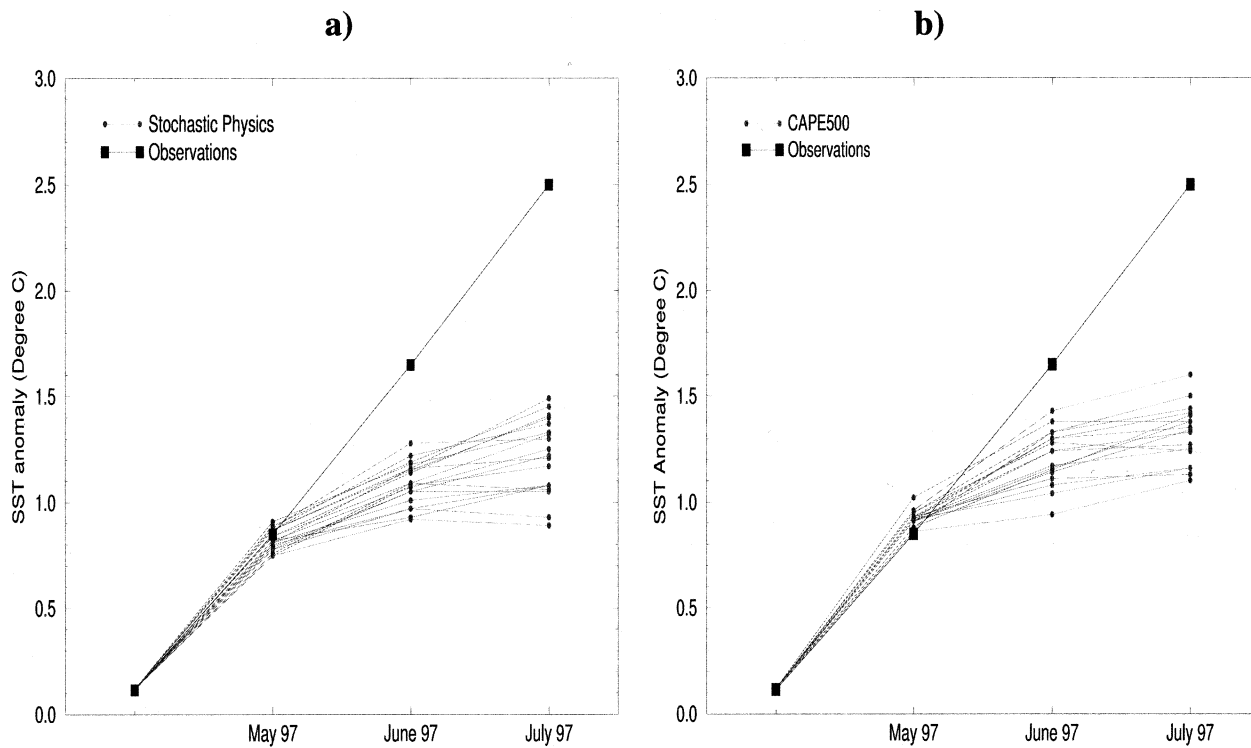 a)
3.0
2.5
2.0
1.5
1.0
0.5
0.0
SST anomaly (Degree C)
Stochastic Physics
Observations
May 97
June 97
July 97
b)
3.0
2.5
2.0
1.5
1.0
0.5
0.0
SST Anomaly (Degree C)
CAPE500
Observations
May 97
June 97
July 97